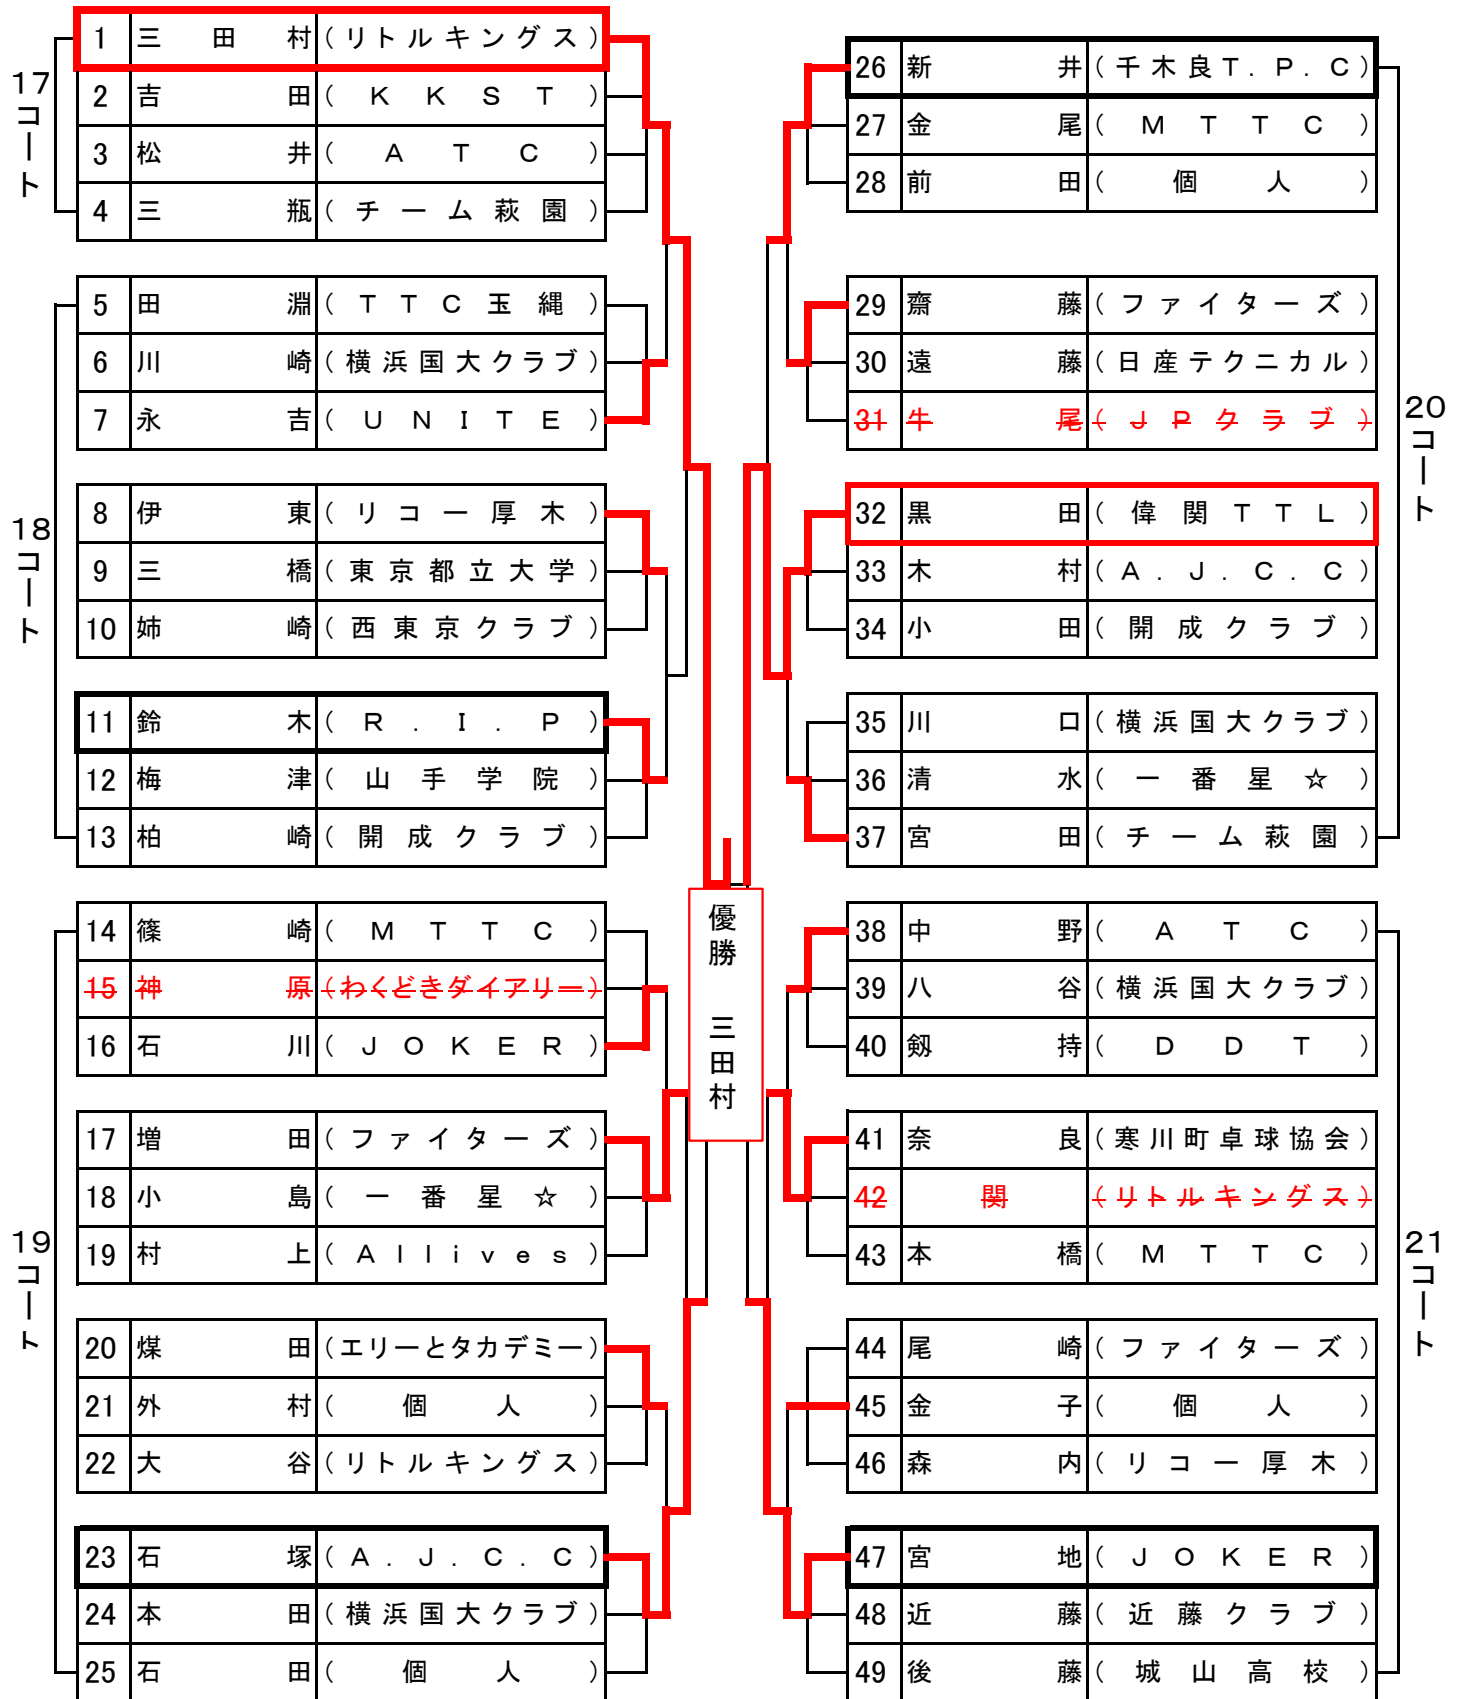 17コート
1 三田村 (リトルキングス)
2 吉田 (KKST)
3 松井 (ATC)
4 三瓶 (チーム萩園)
18コート
5 田淵 (TTC玉縄)
6 川崎 (横浜国大クラブ)
7 永吉 (UNITE)
8 伊東 (リコー厚木)
9 三橋 (東京都立大学)
10 姉崎 (西東京クラブ)
11 鈴木 (R.I.P)
12 梅津 (山手学院)
13 柏崎 (開成クラブ)
19コート
14 篠崎 (MTTC)
15 神原 (わくどきダイアリー)
16 石川 (JOKER)
17 増田 (ファイターズ)
18 小島 (一番星☆)
19 村上 (Allives)
20 煤田 (エリーとタカデミー)
21 外村 (個人)
22 大谷 (リトルキングス)
23 石塚 (A.J.C.C)
24 本田 (横浜国大クラブ)
25 石田 (個人)
優勝 三田村
20コート
26 新井 (千木良T.P.C)
27 金尾 (MTTC)
28 前田 (個人)
29 齋藤 (ファイターズ)
30 遠藤 (日産テクニカル)
31 牛尾 (JPクラブ)
32 黒田 (偉関TTL)
33 木村 (A.J.C.C)
34 小田 (開成クラブ)
35 川口 (横浜国大クラブ)
36 清水 (一番星☆)
37 宮田 (チーム萩園)
21コート
38 中野 (ATC)
39 八谷 (横浜国大クラブ)
40 剱持 (DDT)
41 奈良 (寒川町卓球協会)
42 関 (リトルキングス)
43 本橋 (MTTC)
44 尾崎 (ファイターズ)
45 金子 (個人)
46 森内 (リコー厚木)
47 宮地 (JOKER)
48 近藤 (近藤クラブ)
49 後藤 (城山高校)